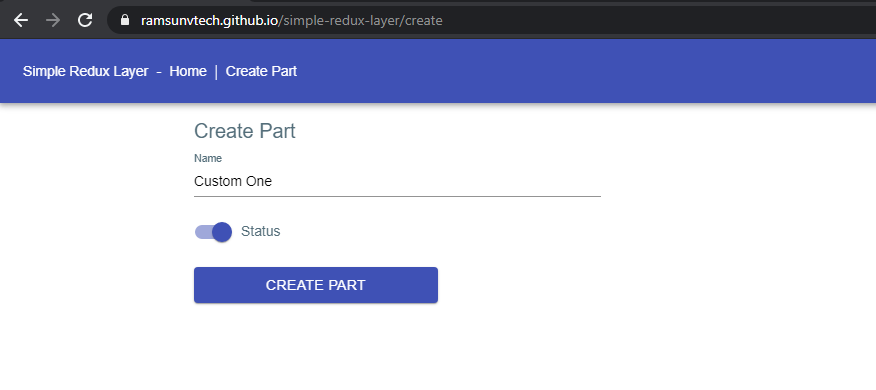 ramsunvtech.github.io/simple-redux-layer/create
Simple Redux Layer - Home | Create Part
Create Part
Name
Custom One
Status
CREATE PART